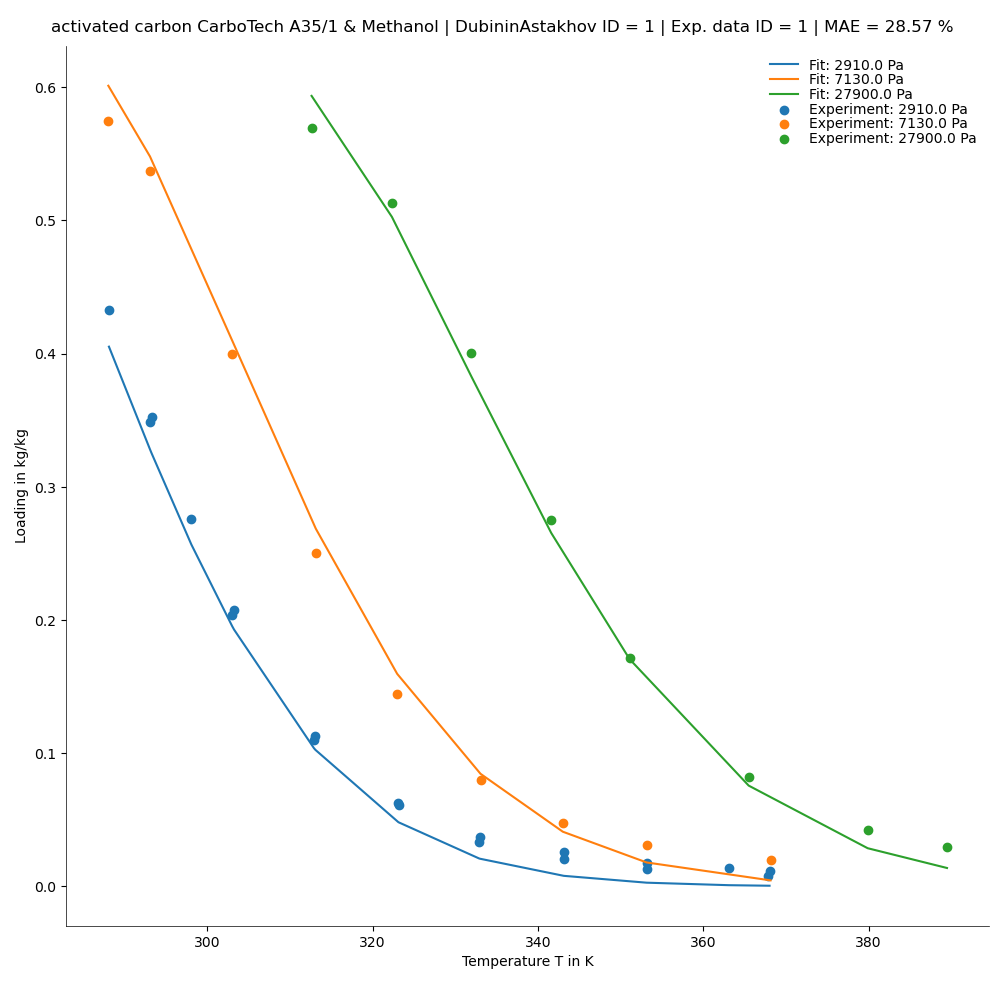 activated carbon CarboTech A35/1 & Methanol | DubininAstakhov ID = 1 | Exp. data ID = 1 | MAE = 28.57 %
Fit: 2910.0 Pa
Fit: 7130.0 Pa
Fit: 27900.0 Pa
Experiment: 2910.0 Pa
Experiment: 7130.0 Pa
Experiment: 27900.0 Pa
Loading in kg/kg
0.6
0.5
0.4
0.3
0.2
0.1
0.0
300 320 340 360 380
Temperature T in K